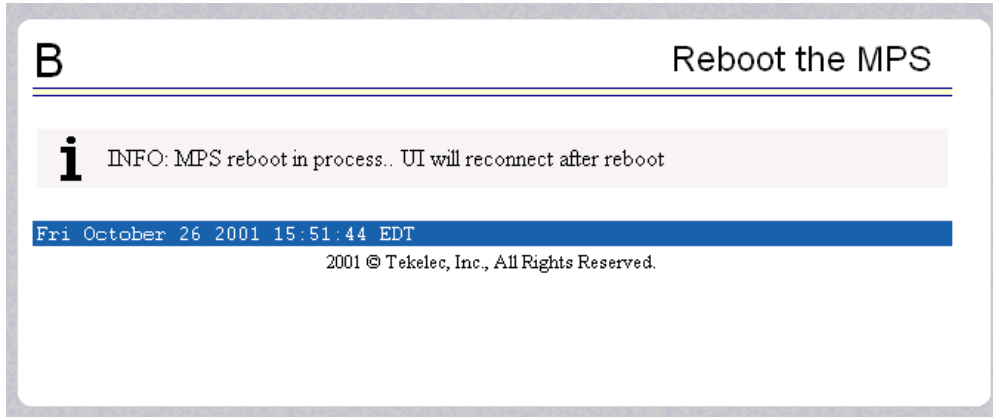 B
Reboot the MPS
i
INFO: MPS reboot in process.. UI will reconnect after reboot
Fri October 26 2001 15:51:44 EDT
2001 © Tekelec, Inc., All Rights Reserved.